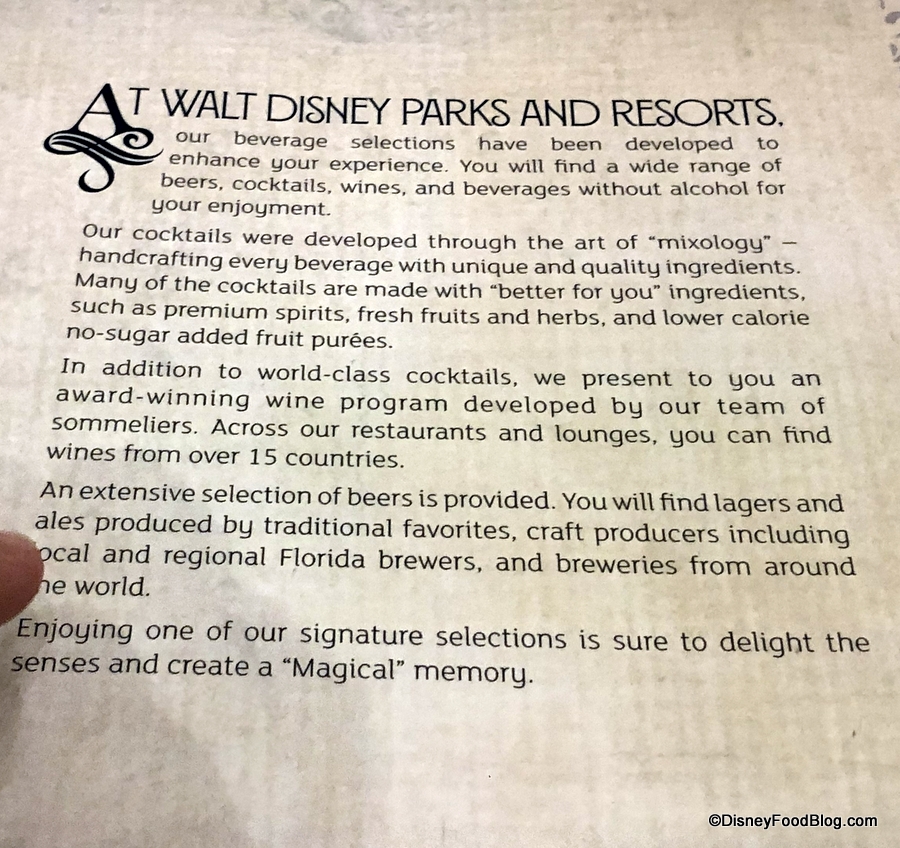 AT WALT DISNEY PARKS AND RESORTS,
our beverage selections have been developed to
enhance your experience. You will find a wide range of
beers, cocktails, wines, and beverages without alcohol for
your enjoyment.
Our cocktails were developed through the art of “mixology” –
handcrafting every beverage with unique and quality ingredients.
Many of the cocktails are made with “better for you” ingredients,
such as premium spirits, fresh fruits and herbs, and lower calorie
no-sugar added fruit purées.
In addition to world-class cocktails, we present to you an
award-winning wine program developed by our team of
sommeliers. Across our restaurants and lounges, you can find
wines from over 15 countries.
An extensive selection of beers is provided. You will find lagers and
ales produced by traditional favorites, craft producers including
ocal and regional Florida brewers, and breweries from around
he world.
Enjoying one of our signature selections is sure to delight the
senses and create a “Magical” memory.
©DisneyFoodBlog.com